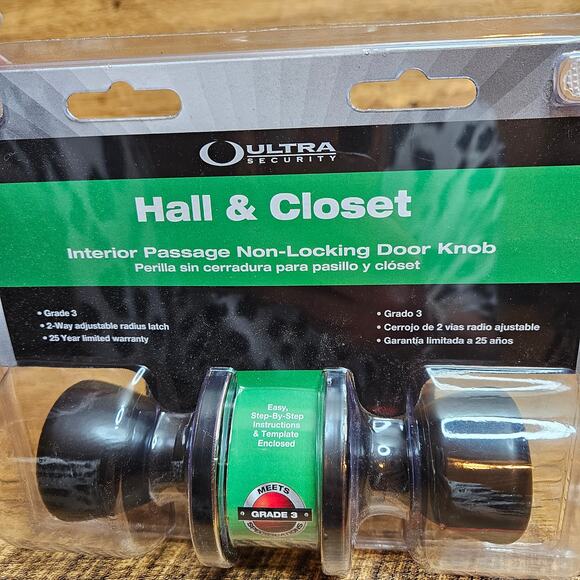 ULTRA
SECURITY
Hall & Closet
Interior Passage Non-Locking Door Knob
Perilla sin cerradura para pasillo y clóset
• Grade 3
• 2-Way adjustable radius latch
• 25 Year limited warranty
• Grado 3
• Cerrojo de 2 vias radio ajustable
• Garantía limitada a 25 años
Easy,
Step-By-Step
Instructions
& Template
Enclosed
MEETS
GRADE 3
SPECIFICATIONS